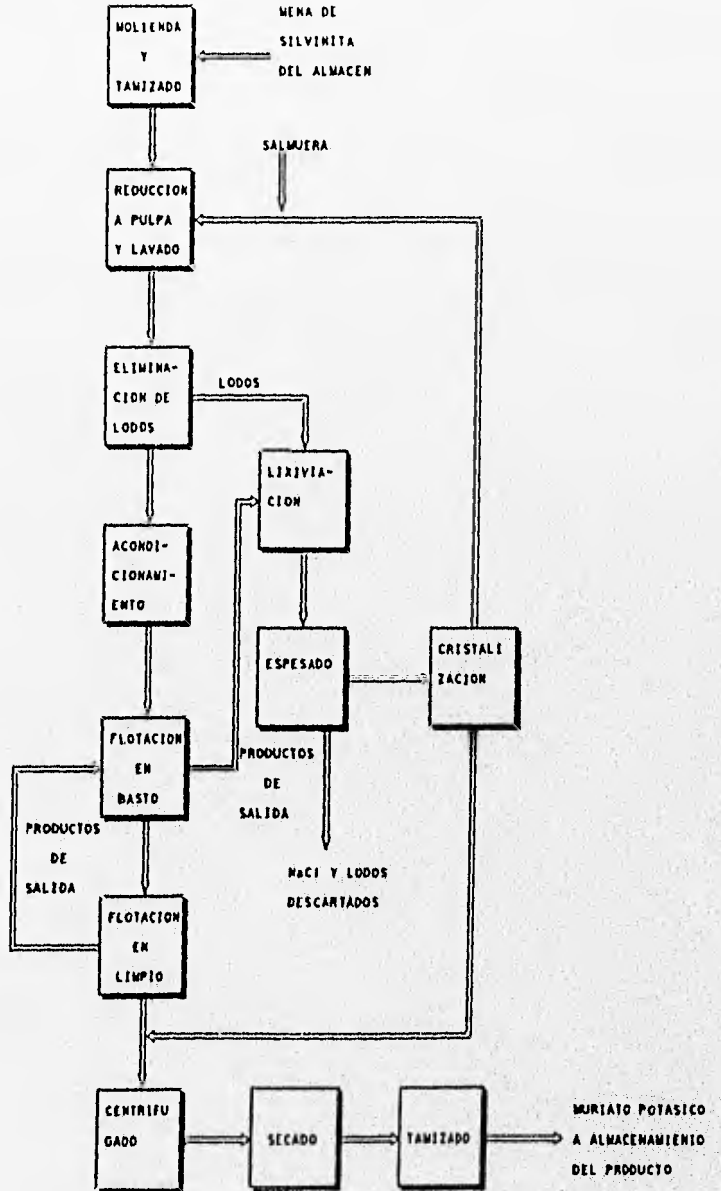 MOLIENDA
Y
TAMIZADO
MENA DE
SILVINITA
DEL ALMACEN
SALMUERA
REDUCCION
A PULPA
Y LAVADO
ELIMINA-
CION DE
LODOS
LODOS
LIXIVIA-
CION
ACONDI-
CIONAMI-
ENTO
ESPESADO
CRISTALI
ZACION
FLOTACION
EN
BASTO
PRODUCTOS
DE
SALIDA
PRODUCTOS
DE
SALIDA
NaCl Y LODOS
DESCARTADOS
FLOTACION
EN
LIMPIO
CENTRIFU
GADO
SECADO
TAMIZADO
MURIATO POTASICO
A ALMACENAMIENIO
DEL PRODUCTO